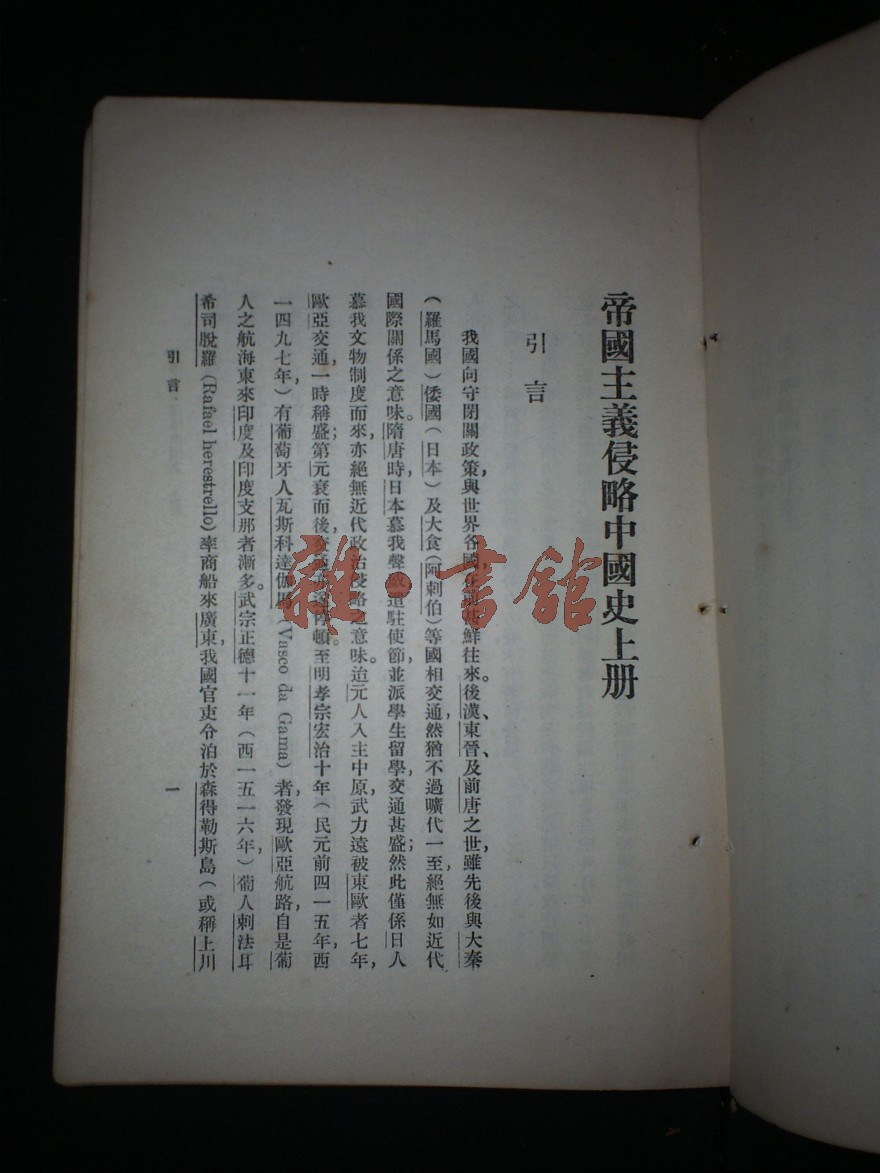 帝國主義侵略中國史上册
引言
我國向守閉關政策，與世界各國，鮮往來。後漢、東晉、及前唐之世，雖先後與大秦
（羅馬國）倭國（日本）及大食（阿剌伯）等國相交通，然猶不過曠代一至，絕無如近代
國際關係之意味。隋唐時，日本慕我聲遣駐使節，並派學生留學，交通甚盛；然此僅係日人
慕我文物制度而來，亦絕無近代政治侵略之意味。迨元人入主中原，武力遠被東歐者七年，
歐亞交通，一時稱盛；第元衰而後，頓。至明孝宗宏治十年（民元前四一五年，西
一四九七年）有葡萄牙人瓦斯科達伽馬（Vasco da Gama）者，發現歐亞航路，自是葡
人之航海東來印度及印度支那者漸多。武宗正德十一年（西一五一六年，）葡人剌法耳
希司脫羅（Rafael herestrello）率商船來廣東，我國官吏令泊於森得勒斯島（或稱上川
引言
一
雜·書館